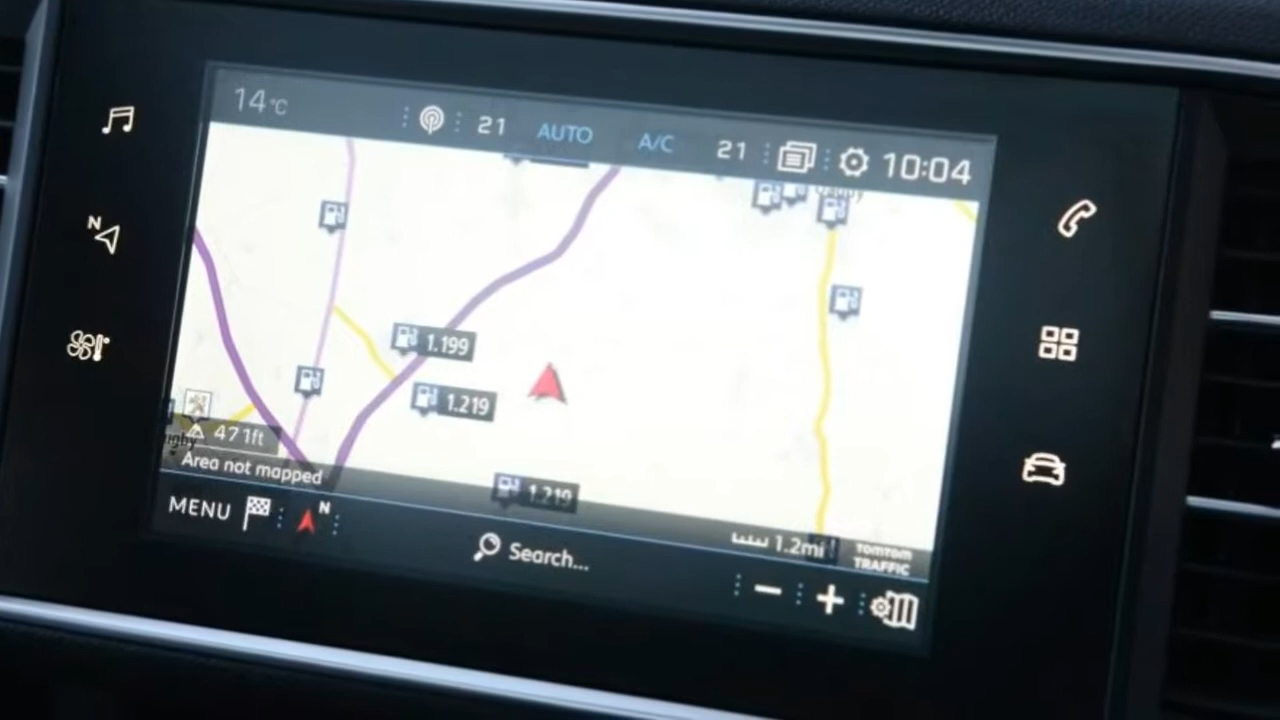 14°C 21 AUTO A/C 21 10:04
N
1.199
1.219
471ft
Area not mapped
1.219
MENU
N
Search...
1.2mi
TOMTOM
TRAFFIC